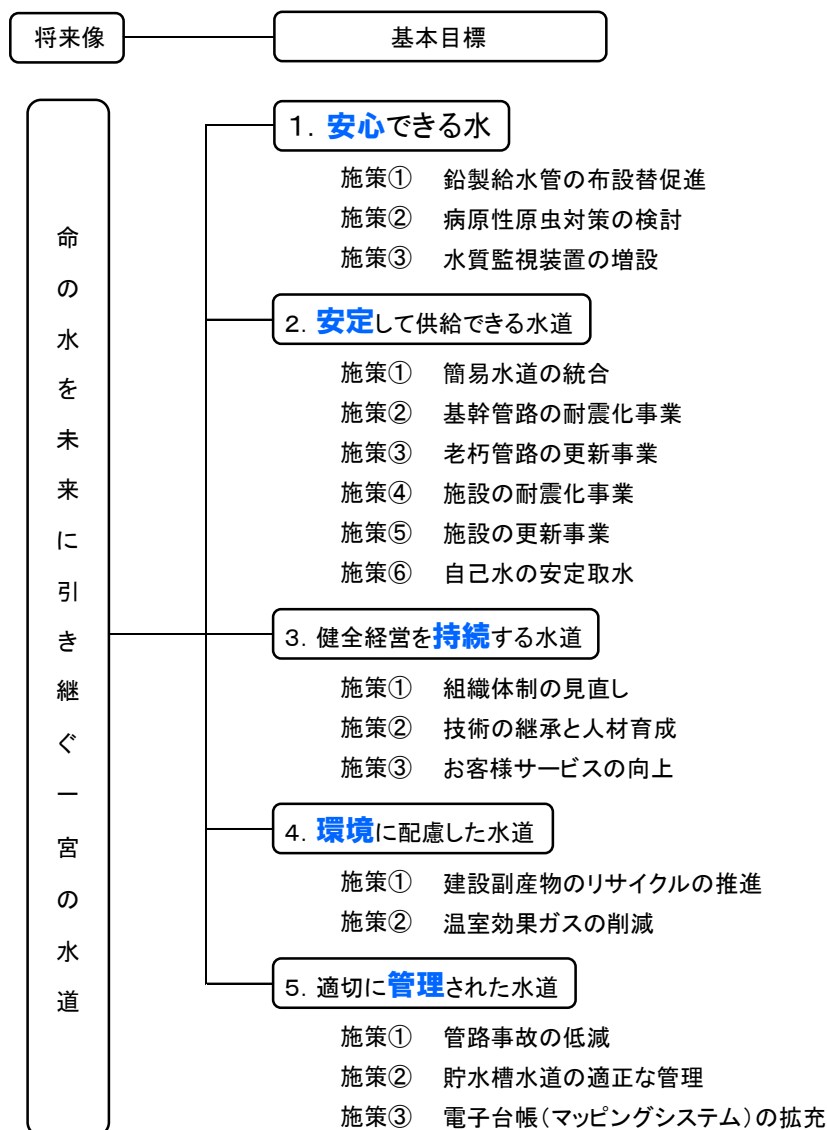 将来像
基本目標
命の水を未来に引き継ぐ一宮の水道
1．安心できる水
施策① 鉛製給水管の布設替促進
施策② 病原性原虫対策の検討
施策③ 水質監視装置の増設
2．安定して供給できる水道
施策① 簡易水道の統合
施策② 基幹管路の耐震化事業
施策③ 老朽管路の更新事業
施策④ 施設の耐震化事業
施策⑤ 施設の更新事業
施策⑥ 自己水の安定取水
3．健全経営を持続する水道
施策① 組織体制の見直し
施策② 技術の継承と人材育成
施策③ お客様サービスの向上
4．環境に配慮した水道
施策① 建設副産物のリサイクルの推進
施策② 温室効果ガスの削減
5．適切に管理された水道
施策① 管路事故の低減
施策② 貯水槽水道の適正な管理
施策③ 電子台帳（マッピングシステム）の拡充